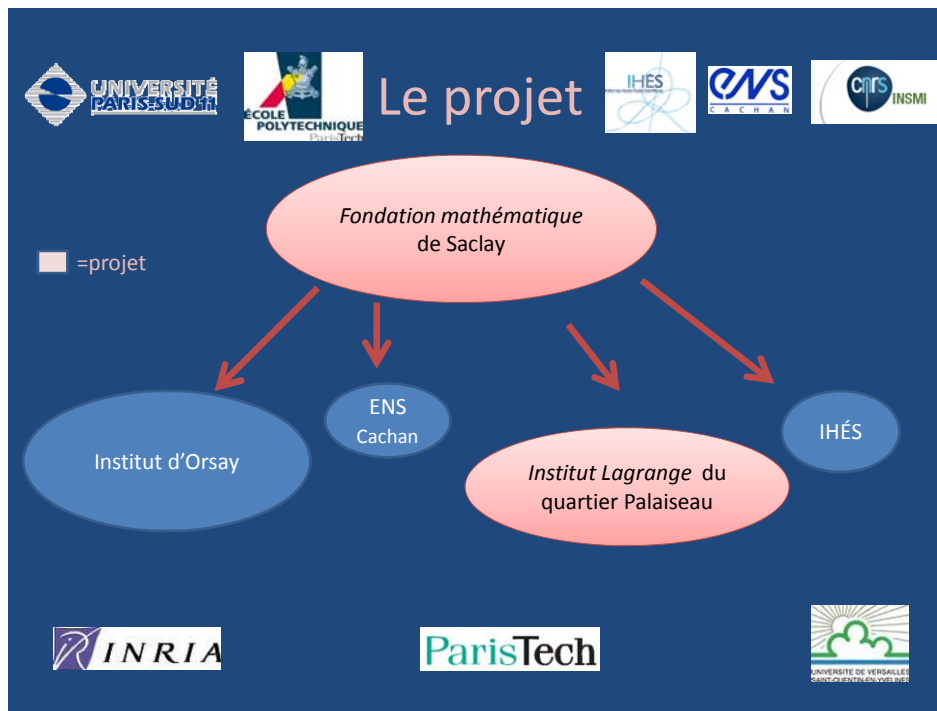 UNIVERSITÉ
PARIS-SUD 11
ÉCOLE
POLYTECHNIQUE
ParisTech
Le projet
IHÉS
ENS
CACHAN
cnrs
INSMI
Fondation mathématique
de Saclay
=projet
ENS
Cachan
Institut d'Orsay
IHÉS
Institut Lagrange du
quartier Palaiseau
INRIA
ParisTech
UNIVERSITE DE VERSAILLES
SAINT-QUENTIN-EN-YVELINES